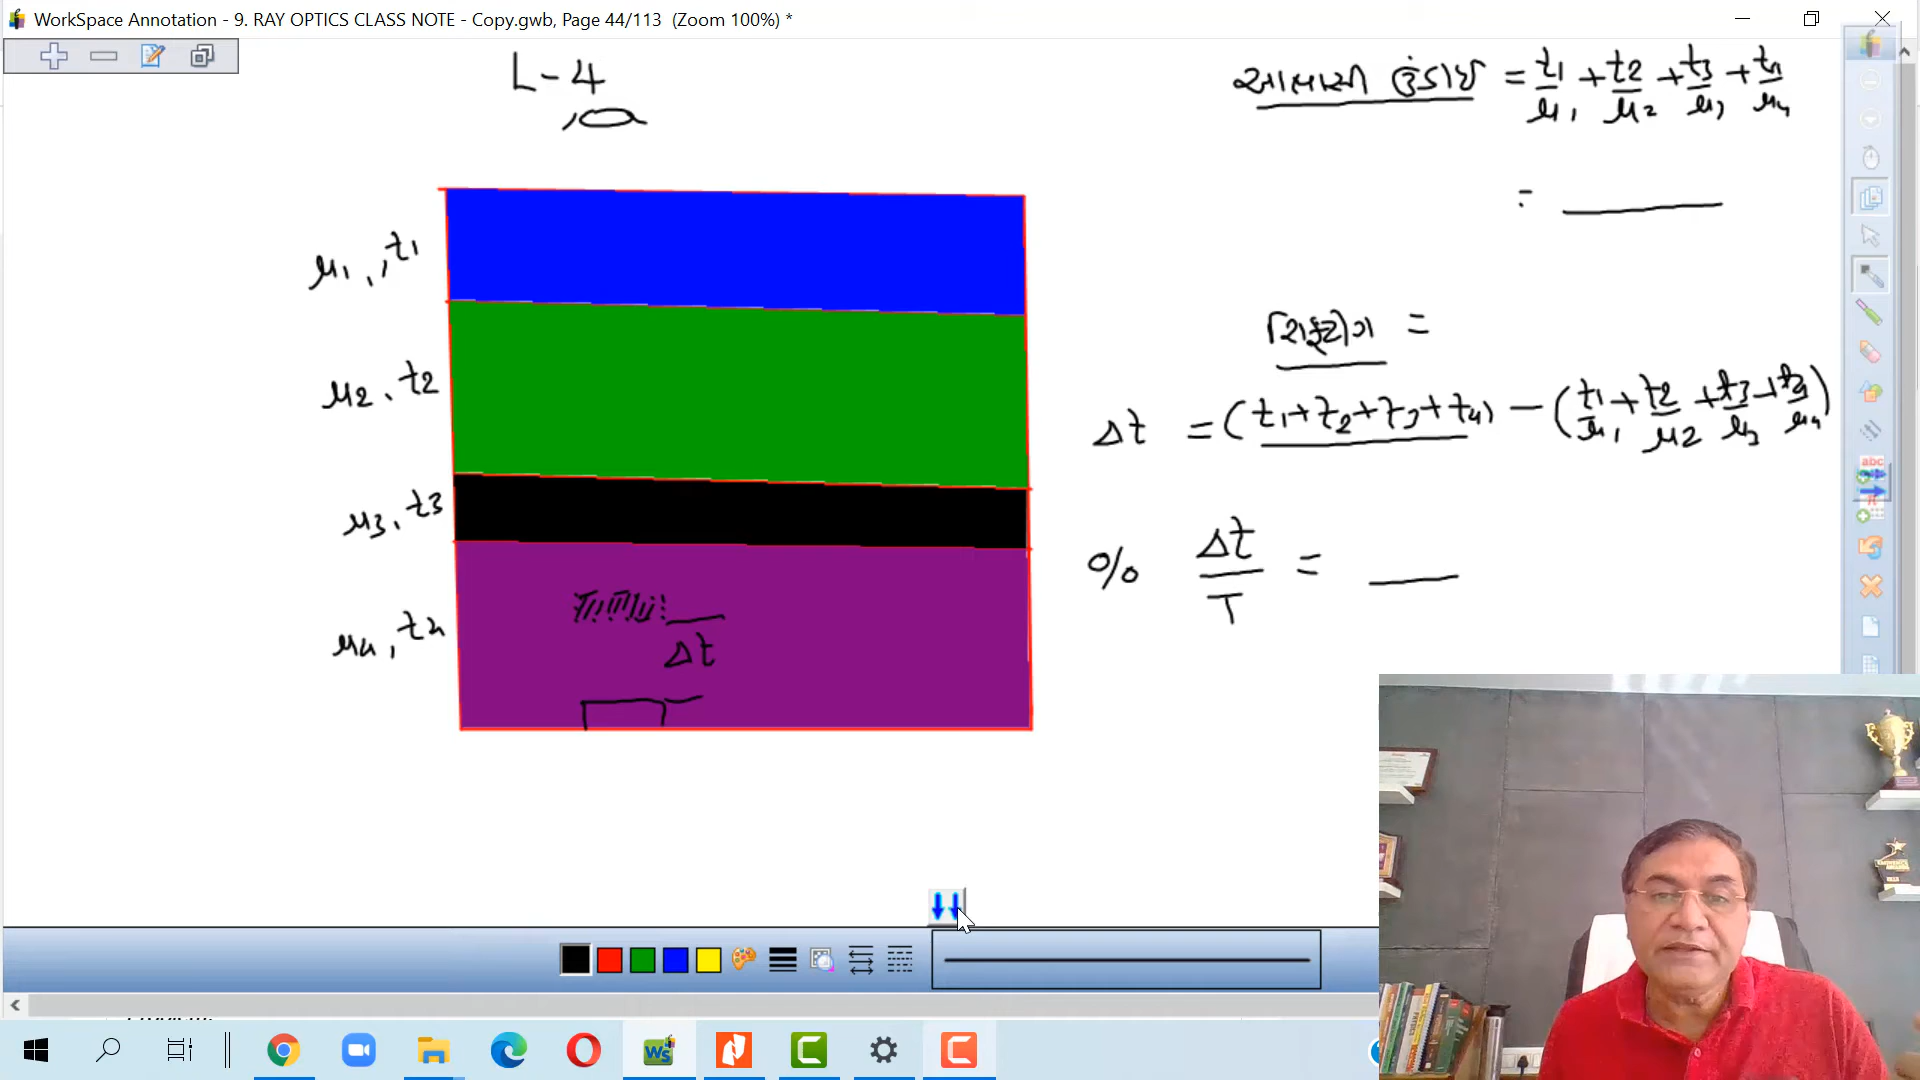 WorkSpace Annotation - 9. RAY OPTICS CLASS NOTE - Copy.gwb, Page 44/113 (Zoom 100%) *
L-4
આભાસી ઊંડાઈ = t1/μ1 + t2/μ2 + t3/μ3 + t4/μ4
=
μ1, t1
μ2, t2
μ3, t3
μ4, t4
Δt
=
Δt = (t1+t2+t3+t4) - (t1/μ1 + t2/μ2 + t3/μ3 + t4/μ4)
% Δt/T =
abc